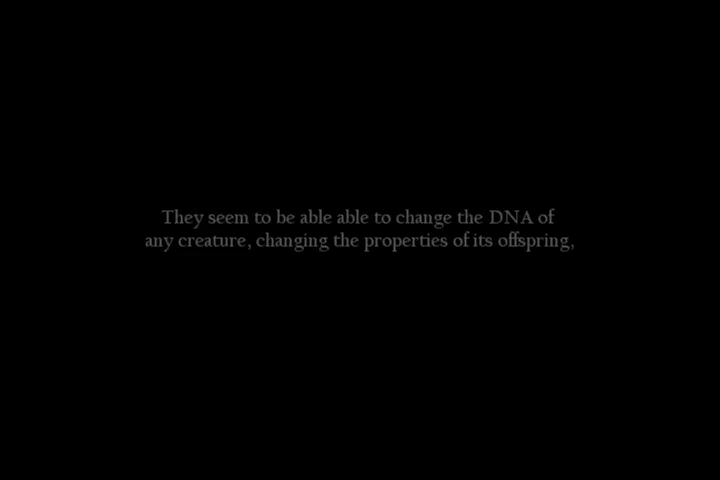 They seem to be able able to change the DNA of
any creature, changing the properties of its offspring,